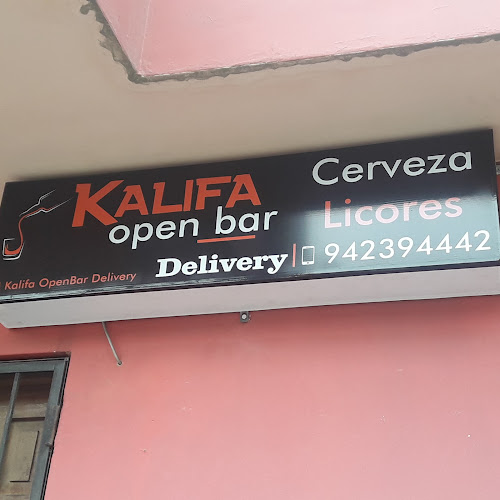 KALIFA
open bar
Cerveza
Licores
Delivery | 942394442
Kalifa OpenBar Delivery